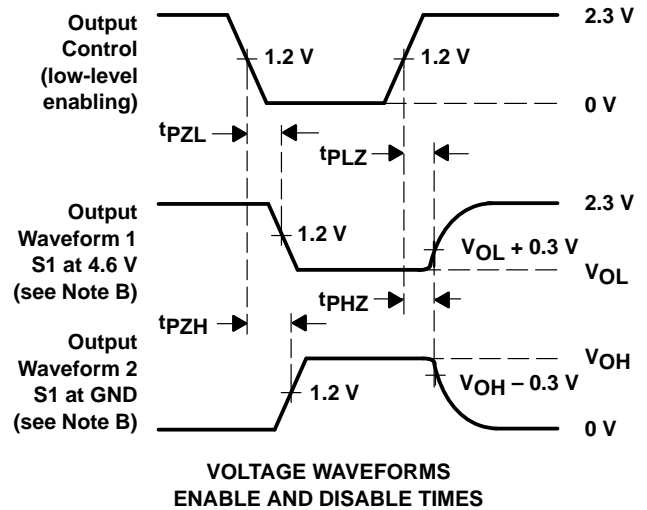 Output
Control
(low-level
enabling)
1.2 V
1.2 V
2.3 V
0 V
tPZL
tPLZ
Output
Waveform 1
S1 at 4.6 V
(see Note B)
1.2 V
2.3 V
VOL + 0.3 V
VOL
tPZH
tPHZ
Output
Waveform 2
S1 at GND
(see Note B)
1.2 V
VOH
VOH – 0.3 V
0 V
VOLTAGE WAVEFORMS
ENABLE AND DISABLE TIMES